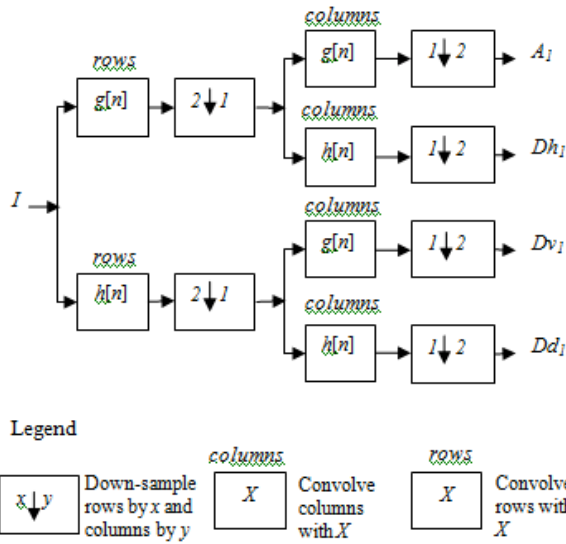 columns
rows
g[n]
1 2
A1
g[n]
2 1
columns
h[n]
1 2
Dh1
I
columns
rows
g[n]
1 2
Dv1
h[n]
2 1
columns
h[n]
1 2
Dd1
Legend
x y
Down-sample
rows by x and
columns by y
columns
X
Convolve
columns
with X
rows
X
Convolve
rows with
X